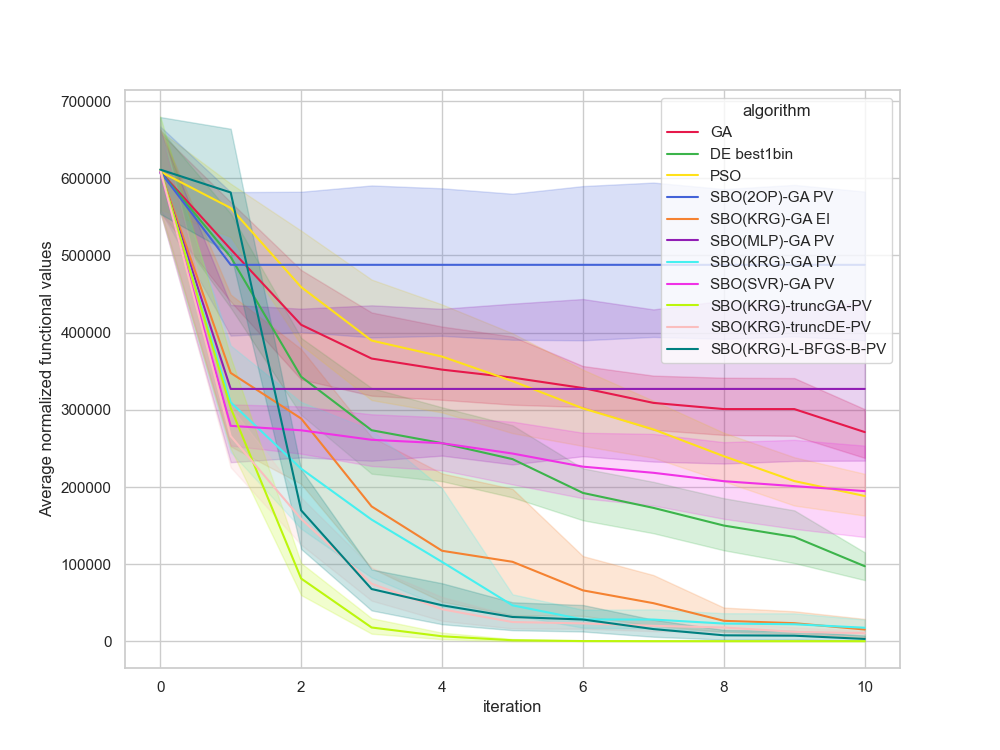 700000
600000
500000
400000
300000
200000
100000
0
Average normalized functional values
0
2
4
6
8
10
iteration
algorithm
GA
DE best1bin
PSO
SBO(2OP)-GA PV
SBO(KRG)-GA EI
SBO(MLP)-GA PV
SBO(KRG)-GA PV
SBO(SVR)-GA PV
SBO(KRG)-truncGA-PV
SBO(KRG)-truncDE-PV
SBO(KRG)-L-BFGS-B-PV